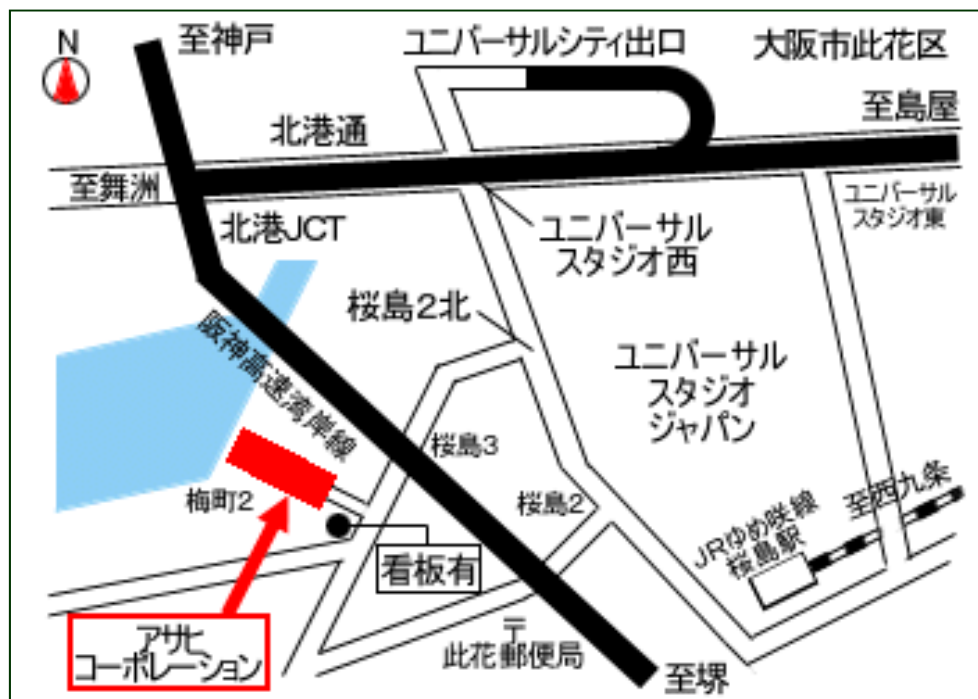 N
至神戸
ユニバーサルシティ出口
大阪市此花区
至島屋
北港通
至舞洲
北港JCT
ユニバーサル
スタジオ西
ユニバーサル
スタジオ東
桜島2北
ユニバーサル
スタジオ
ジャパン
阪神高速湾岸線
桜島3
梅町2
桜島2
至西九条
JRゆめ咲線
桜島駅
看板有
アサヒ
コーポレーション
〒
此花郵便局
至堺